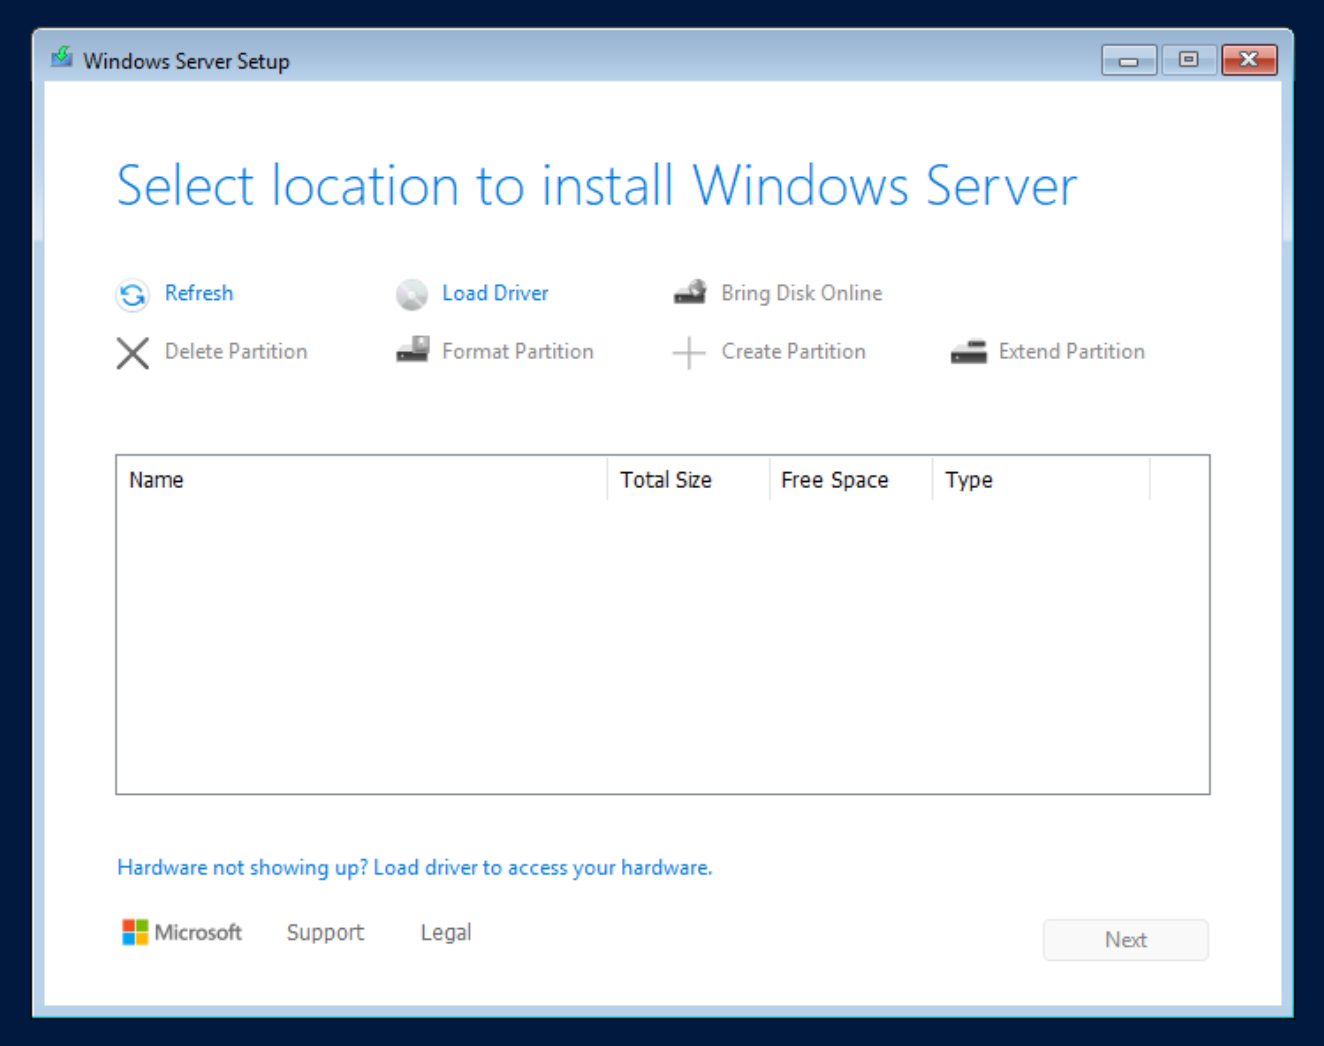 Windows Server Setup
Select location to install Windows Server
Refresh Load Driver Bring Disk Online
Delete Partition Format Partition Create Partition Extend Partition
Name Total Size Free Space Type
Hardware not showing up? Load driver to access your hardware.
Microsoft Support Legal
Next